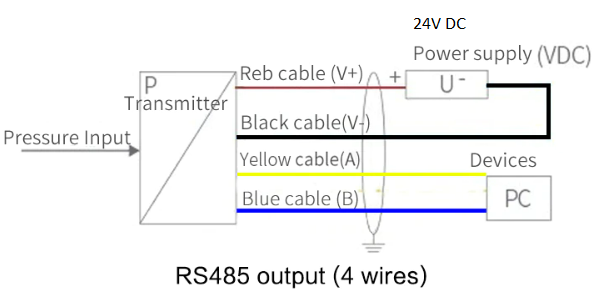 24V DC
Power supply (VDC)
Reb cable (V+)
+
U-
P
Transmitter
Black cable(V-)
Pressure Input
Yellow cable(A)
Devices
Blue cable (B)
PC
RS485 output (4 wires)